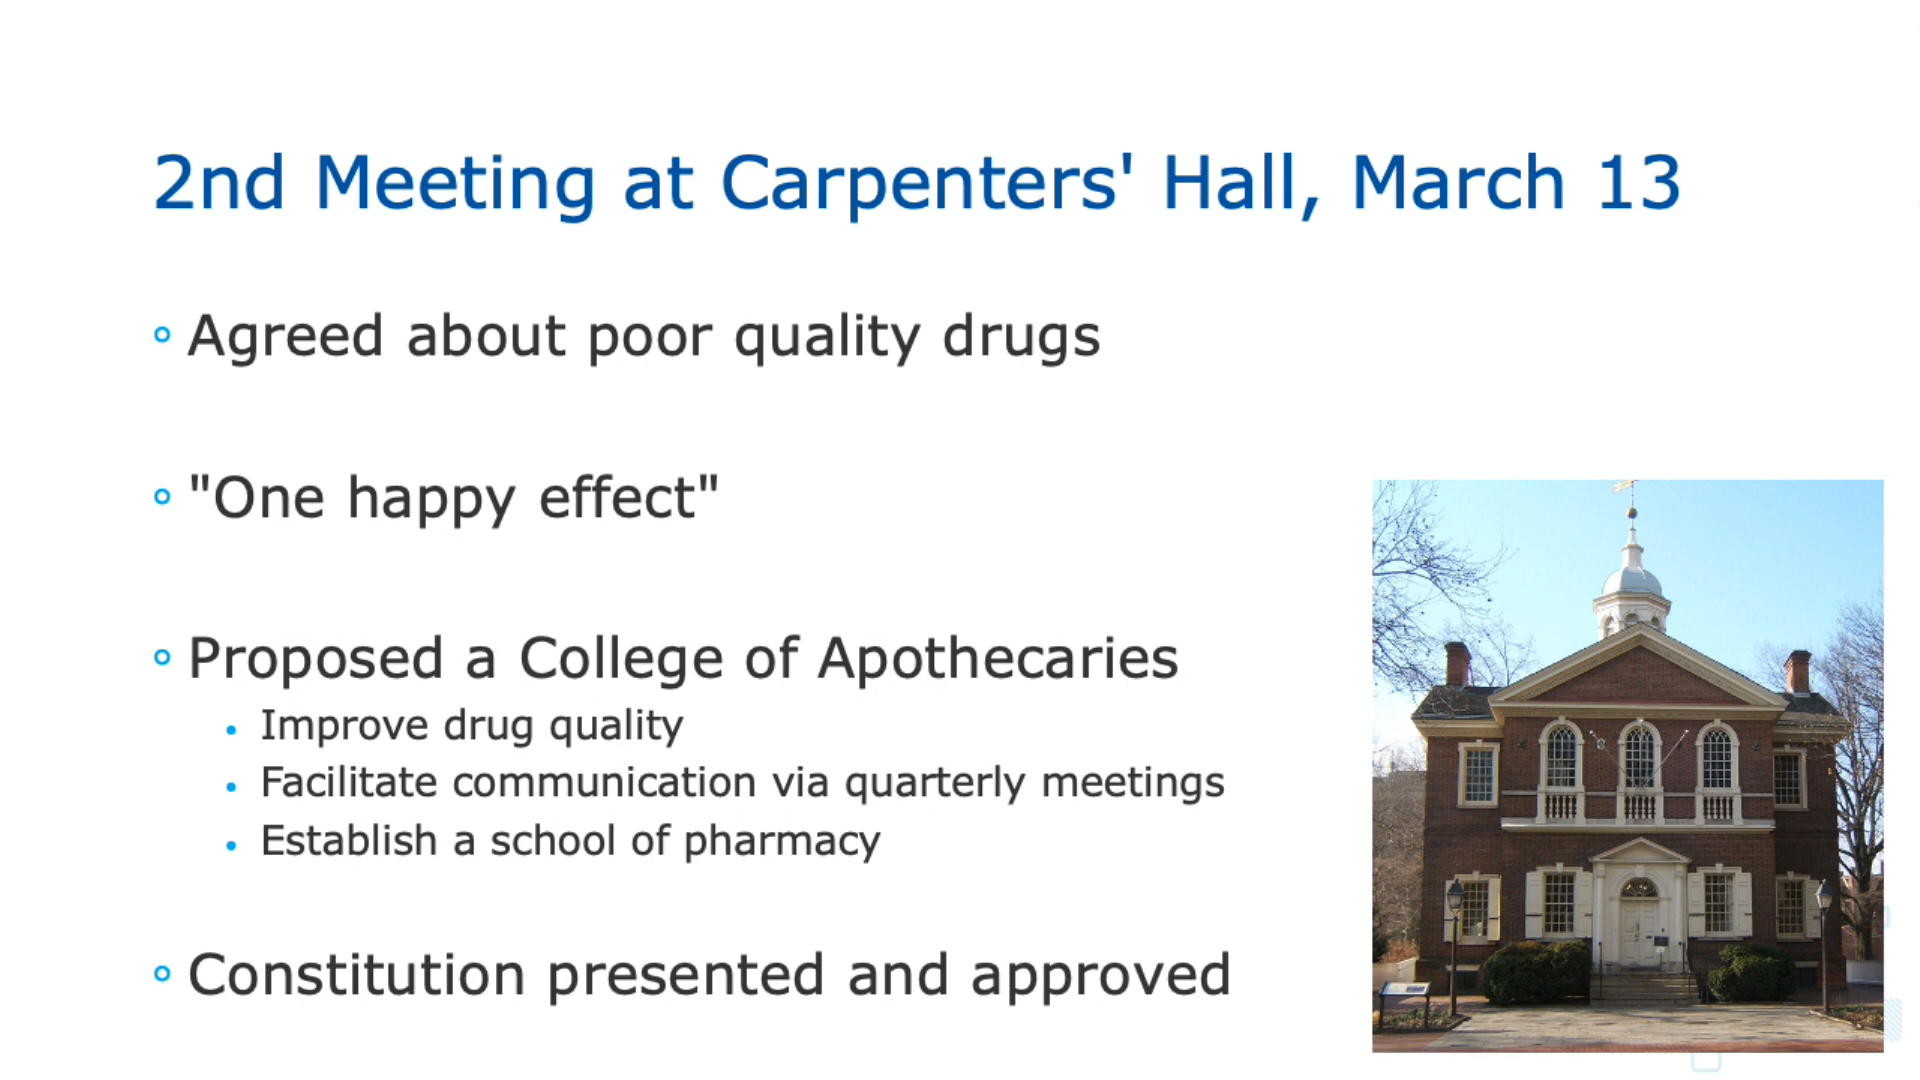 2nd Meeting at Carpenters' Hall, March 13
Agreed about poor quality drugs
"One happy effect"
Proposed a College of Apothecaries
Improve drug quality
Facilitate communication via quarterly meetings
Establish a school of pharmacy
Constitution presented and approved